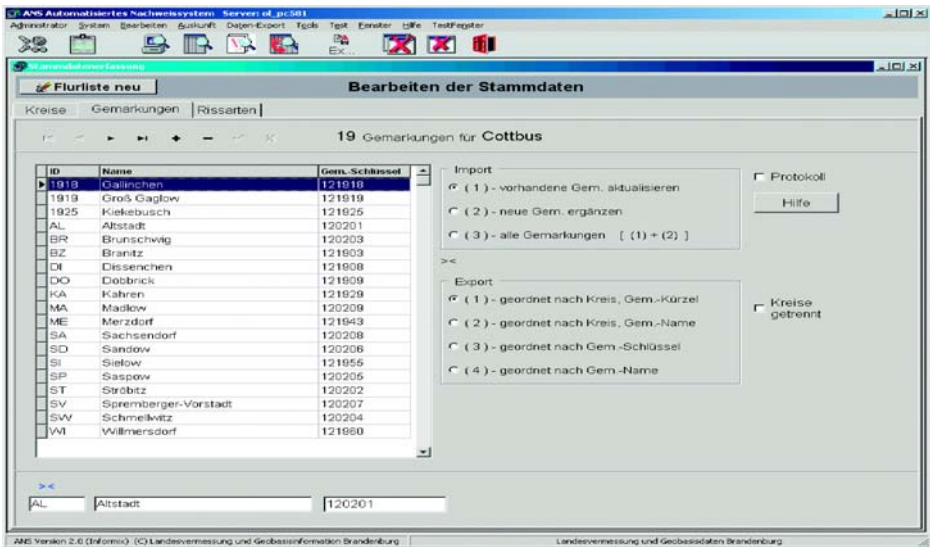 ANS Automatisiertes Nachweissystem Server: ol_pc581
Administrator System Bearbeiten Auskunft Daten-Export Tools Test Fenster Hilfe TestFenster
Ex...
Stammdatenerfassung
Flurliste neu
Bearbeiten der Stammdaten
Kreise Gemarkungen Rissarten
19 Gemarkungen für Cottbus
ID Name Gem.-Schlüssel
1918 Gallinchen 121918
1919 Groß Gaglow 121919
1925 Kiekebusch 121925
AL Altstadt 120201
BR Brunschwig 120203
BZ Branitz 121903
DI Dissenchen 121908
DO Döbbrick 121909
KA Kahren 121929
MA Madlow 120209
ME Merzdorf 121943
SA Sachsendorf 120208
SD Sandow 120206
SI Sielow 121955
SP Saspow 120205
ST Ströbitz 120202
SV Spremberger-Vorstadt 120207
SW Schmellwitz 120204
WI Willmersdorf 121960
Import
( 1 ) - vorhandene Gem. aktualisieren
( 2 ) - neue Gem. ergänzen
( 3 ) - alle Gemarkungen [ (1) + (2) ]
Protokoll
Hilfe
><
Export
( 1 ) - geordnet nach Kreis, Gem.-Kürzel
( 2 ) - geordnet nach Kreis, Gem.-Name
( 3 ) - geordnet nach Gem.-Schlüssel
( 4 ) - geordnet nach Gem.-Name
Kreise
getrennt
><
AL Altstadt 120201
ANS Version 2.0 (Informix) (C) Landesvermessung und Geobasisinformation Brandenburg
Landesvermessung und Geobasisdaten Brandenburg